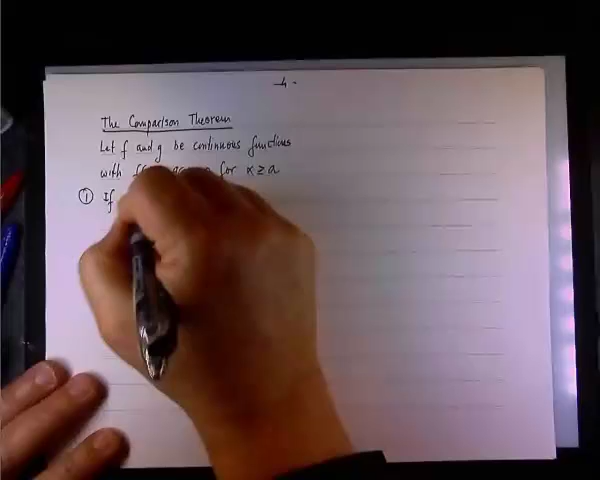 - 4 -
The Comparison Theorem
Let f and g be continuous functions
with for x ≥ a
① If